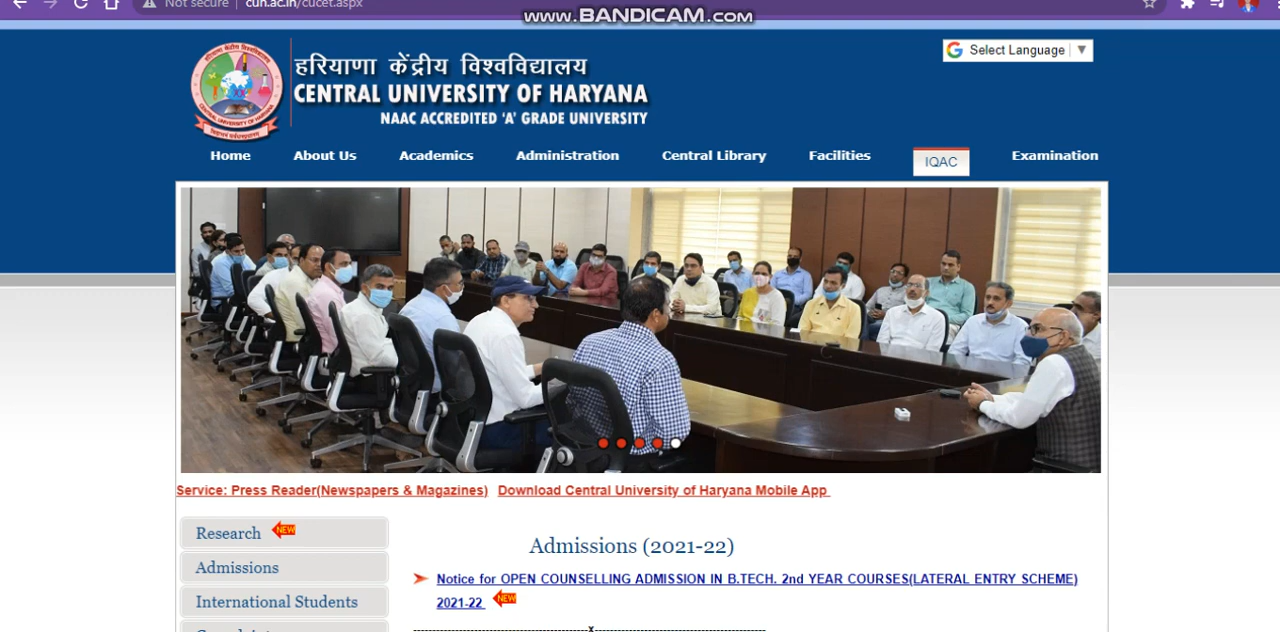 Not secure | cuh.ac.in/cucet.aspx
www.BANDICAM.com
Select Language
हरियाणा केंद्रीय विश्वविद्यालय
CENTRAL UNIVERSITY OF HARYANA
NAAC ACCREDITED 'A' GRADE UNIVERSITY
Home About Us Academics Administration Central Library Facilities IQAC Examination
Service: Press Reader(Newspapers & Magazines) Download Central University of Haryana Mobile App
Research NEW
Admissions
International Students
Admissions (2021-22)
Notice for OPEN COUNSELLING ADMISSION IN B.TECH. 2nd YEAR COURSES(LATERAL ENTRY SCHEME)
2021-22 NEW